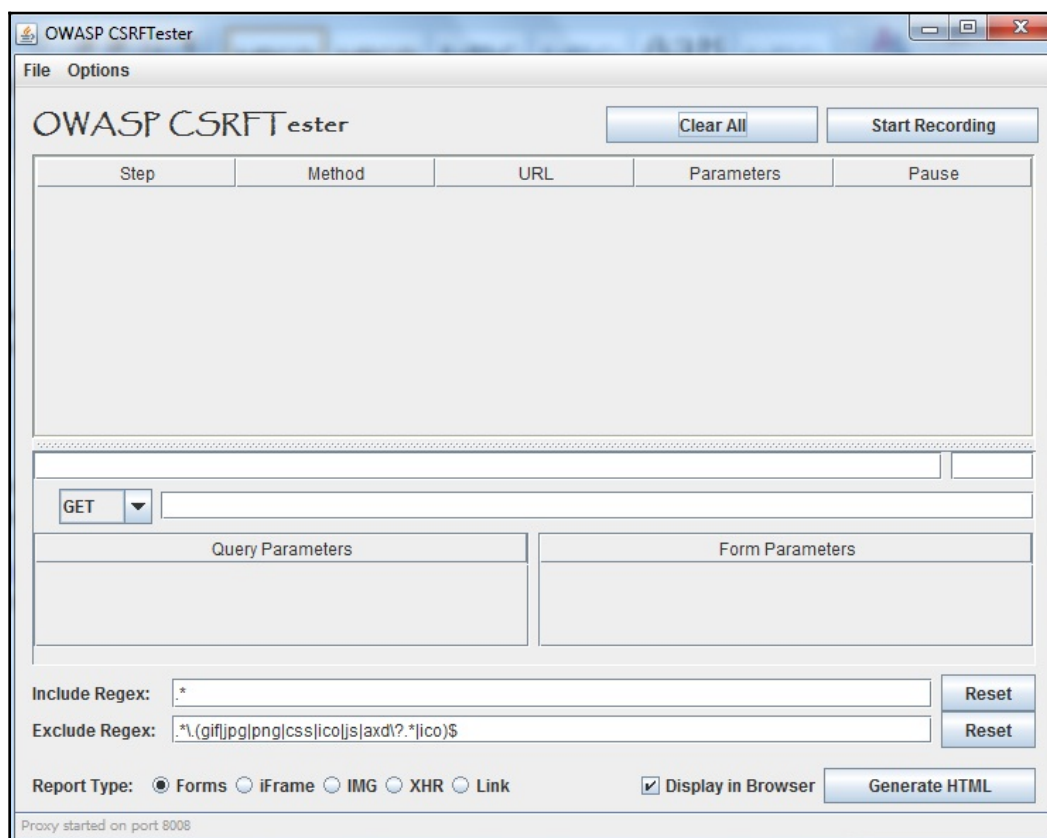 OWASP CSRFTester
File Options
OWASP CSRFTester
Clear All
Start Recording
Step Method URL Parameters Pause
GET
Query Parameters Form Parameters
Include Regex: .* Reset
Exclude Regex: .*\.(gif|jpg|png|css|ico|js|axd\?.*|ico)$ Reset
Report Type: Forms iFrame IMG XHR Link Display in Browser Generate HTML
Proxy started on port 8008